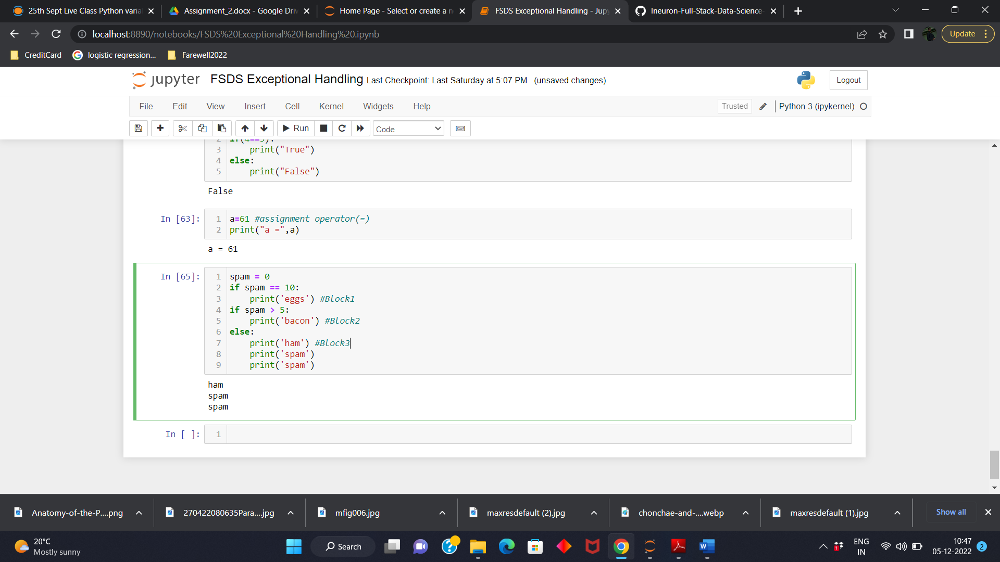 25th Sept Live Class Python varia
Assignment_2.docx - Google Driv
Home Page - Select or create a n
FSDS Exceptional Handling - Jupy
Ineuron-Full-Stack-Data-Science-
localhost:8890/notebooks/FSDS%20Exceptional%20Handling%20.ipynb
Update
CreditCard
logistic regression...
Farewell2022
jupyter FSDS Exceptional Handling Last Checkpoint: Last Saturday at 5:07 PM (unsaved changes)
Logout
File Edit View Insert Cell Kernel Widgets Help
Trusted
Python 3 (ipykernel)
Run
Code
3 print("True")
4 else:
5 print("False")
False
In [63]:
1 a=61 #assignment operator(=)
2 print("a =",a)
a = 61
In [65]:
1 spam = 0
2 if spam == 10:
3 print('eggs') #Block1
4 if spam > 5:
5 print('bacon') #Block2
6 else:
7 print('ham') #Block3
8 print('spam')
9 print('spam')
ham
spam
spam
In [ ]:
1
Anatomy-of-the-P....png
270422080635Para....jpg
mfig006.jpg
maxresdefault (2).jpg
chonchae-and-....webp
maxresdefault (1).jpg
Show all
20°C
Mostly sunny
Search
1
ENG
IN
10:47
05-12-2022
2